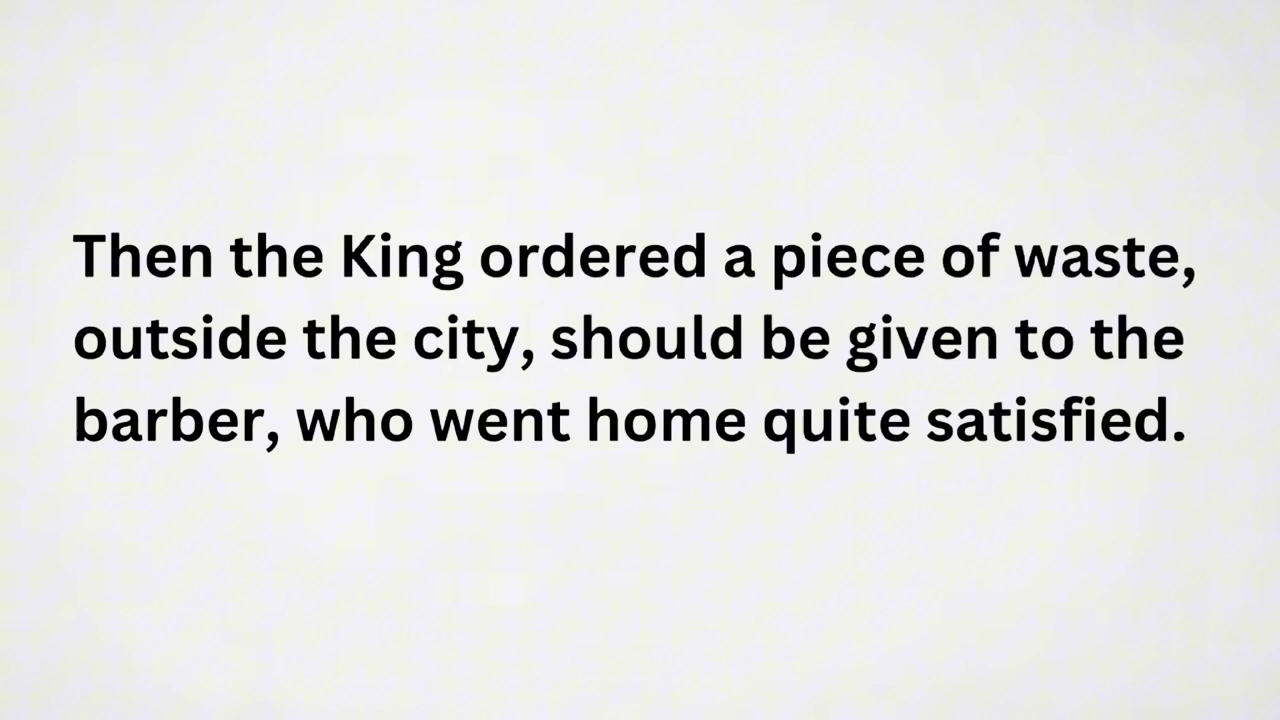 Then the King ordered a piece of waste,
outside the city, should be given to the
barber, who went home quite satisfied.